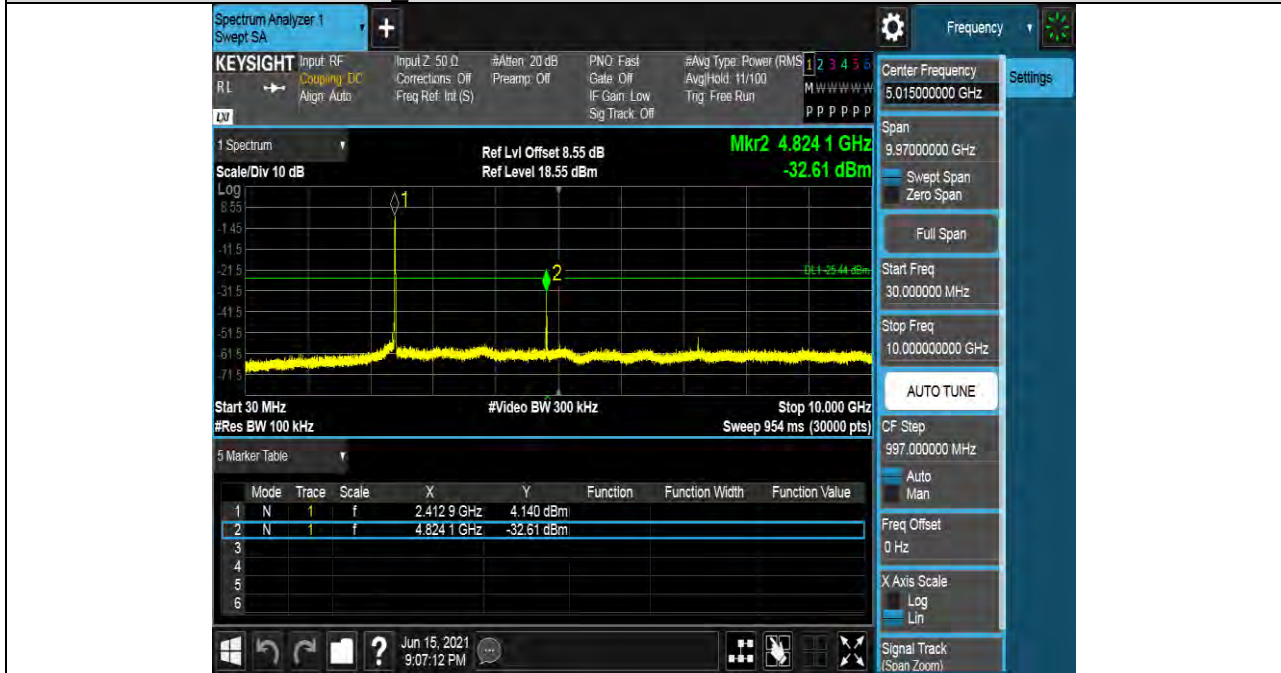 Spectrum Analyzer 1
Swept SA
+
Frequency
KEYSIGHT
RL
LXI
Input: RF
Coupling: DC
Align: Auto
Input Z: 50 Ω
Corrections: Off
Freq Ref: Int (S)
#Atten: 20 dB
Preamp: Off
PNO: Fast
Gate: Off
IF Gain: Low
Sig Track: Off
#Avg Type: Power (RMS
Avg|Hold: 11/100
Trig: Free Run
1 2 3 4 5 6
M W W W W W
P P P P P P
1 Spectrum
Scale/Div 10 dB
Ref Lvl Offset 8.55 dB
Ref Level 18.55 dBm
Mkr2 4.824 1 GHz
-32.61 dBm
Log
8.55
-1.45
-11.5
-21.5
-31.5
-41.5
-51.5
-61.5
-71.5
1
2
DL1 -25.44 dBm
Start 30 MHz
#Res BW 100 kHz
#Video BW 300 kHz
Stop 10.000 GHz
Sweep 954 ms (30000 pts)
5 Marker Table
Mode Trace Scale X Y Function Function Width Function Value
1 N 1 f 2.412 9 GHz 4.140 dBm
2 N 1 f 4.824 1 GHz -32.61 dBm
3
4
5
6
?
Jun 15, 2021
9:07:12 PM
Center Frequency
5.015000000 GHz
Settings
Span
9.97000000 GHz
Swept Span
Zero Span
Full Span
Start Freq
30.000000 MHz
Stop Freq
10.000000000 GHz
AUTO TUNE
CF Step
997.000000 MHz
Auto
Man
Freq Offset
0 Hz
X Axis Scale
Log
Lin
Signal Track
(Span Zoom)